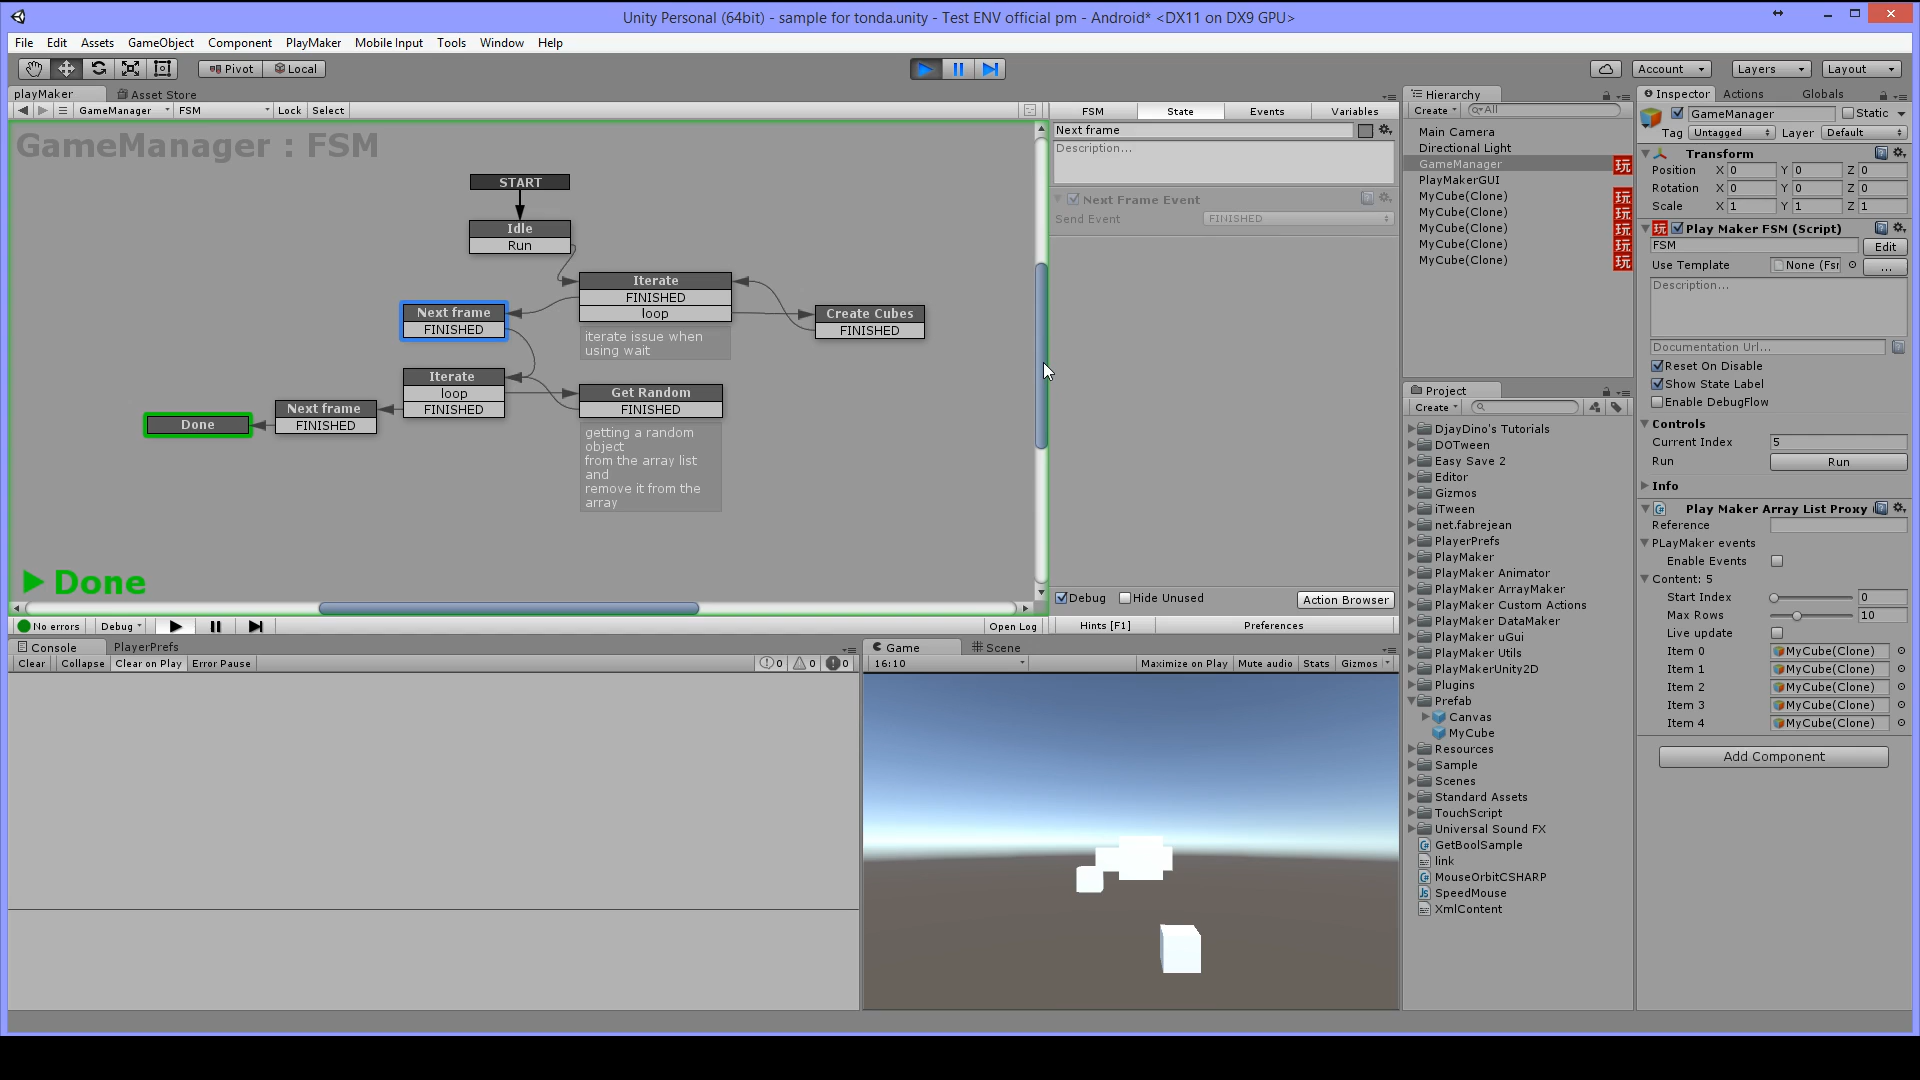 Unity Personal (64bit) - sample for tonda.unity - Test ENV official pm - Android* <DX11 on DX9 GPU>
File Edit Assets GameObject Component PlayMaker Mobile Input Tools Window Help
Pivot Local Account Layers Layout
playMaker Asset Store
GameManager FSM Lock Select
GameManager : FSM
START
Idle
Run
Iterate
FINISHED
loop
iterate issue when
using wait
Create Cubes
FINISHED
Next frame
FINISHED
Iterate
loop
FINISHED
Get Random
FINISHED
getting a random
object
from the array list
and
remove it from the
array
Next frame
FINISHED
Done
Done
No errors Debug Open Log
FSM State Events Variables
Next frame
Description...
Next Frame Event
Send Event FINISHED
Debug Hide Unused Action Browser
Hints [F1] Preferences
Console PlayerPrefs
Clear Collapse Clear on Play Error Pause 0 0 0
Game Scene
16:10 Maximize on Play Mute audio Stats Gizmos
Hierarchy
Create All
Main Camera
Directional Light
GameManager 玩
PlayMakerGUI
MyCube(Clone) 玩
MyCube(Clone) 玩
MyCube(Clone) 玩
MyCube(Clone) 玩
MyCube(Clone) 玩
Project
Create
DjayDino's Tutorials
DOTween
Easy Save 2
Editor
Gizmos
iTween
net.fabrejean
PlayerPrefs
PlayMaker
PlayMaker Animator
PlayMaker ArrayMaker
PlayMaker Custom Actions
PlayMaker DataMaker
PlayMaker uGui
PlayMaker Utils
PlayMakerUnity2D
Plugins
Prefab
Canvas
MyCube
Resources
Sample
Scenes
Standard Assets
TouchScript
Universal Sound FX
GetBoolSample
link
MouseOrbitCSHARP
SpeedMouse
XmlContent
Inspector Actions Globals
GameManager Static
Tag Untagged Layer Default
Transform
Position X 0 Y 0 Z 0
Rotation X 0 Y 0 Z 0
Scale X 1 Y 1 Z 1
玩 Play Maker FSM (Script)
FSM Edit
Use Template None (Fsr ...
Description...
Documentation Url...
Reset On Disable
Show State Label
Enable DebugFlow
Controls
Current Index 5
Run Run
Info
Play Maker Array List Proxy
Reference
PLayMaker events
Enable Events
Content: 5
Start Index 0
Max Rows 10
Live update
Item 0 MyCube(Clone)
Item 1 MyCube(Clone)
Item 2 MyCube(Clone)
Item 3 MyCube(Clone)
Item 4 MyCube(Clone)
Add Component